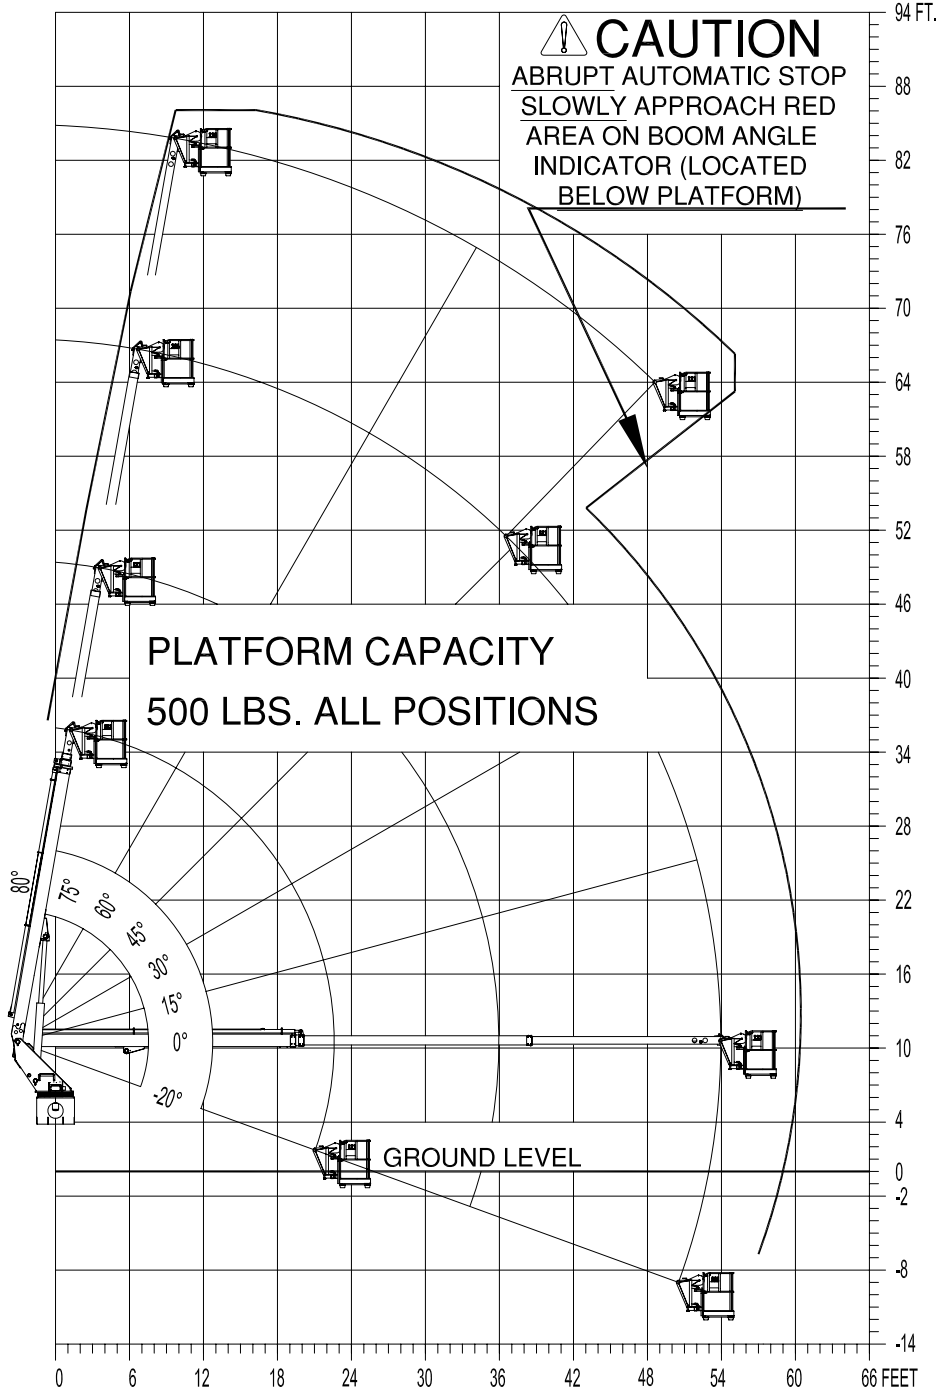 94 FT.
CAUTION
ABRUPT AUTOMATIC STOP
SLOWLY APPROACH RED
AREA ON BOOM ANGLE
INDICATOR (LOCATED
BELOW PLATFORM)
88
82
76
70
64
58
52
46
PLATFORM CAPACITY
500 LBS. ALL POSITIONS
40
34
28
80°
75°
60°
45°
30°
15°
0°
-20°
22
16
10
4
GROUND LEVEL
0
-2
-8
-14
0 6 12 18 24 30 36 42 48 54 60 66 FEET